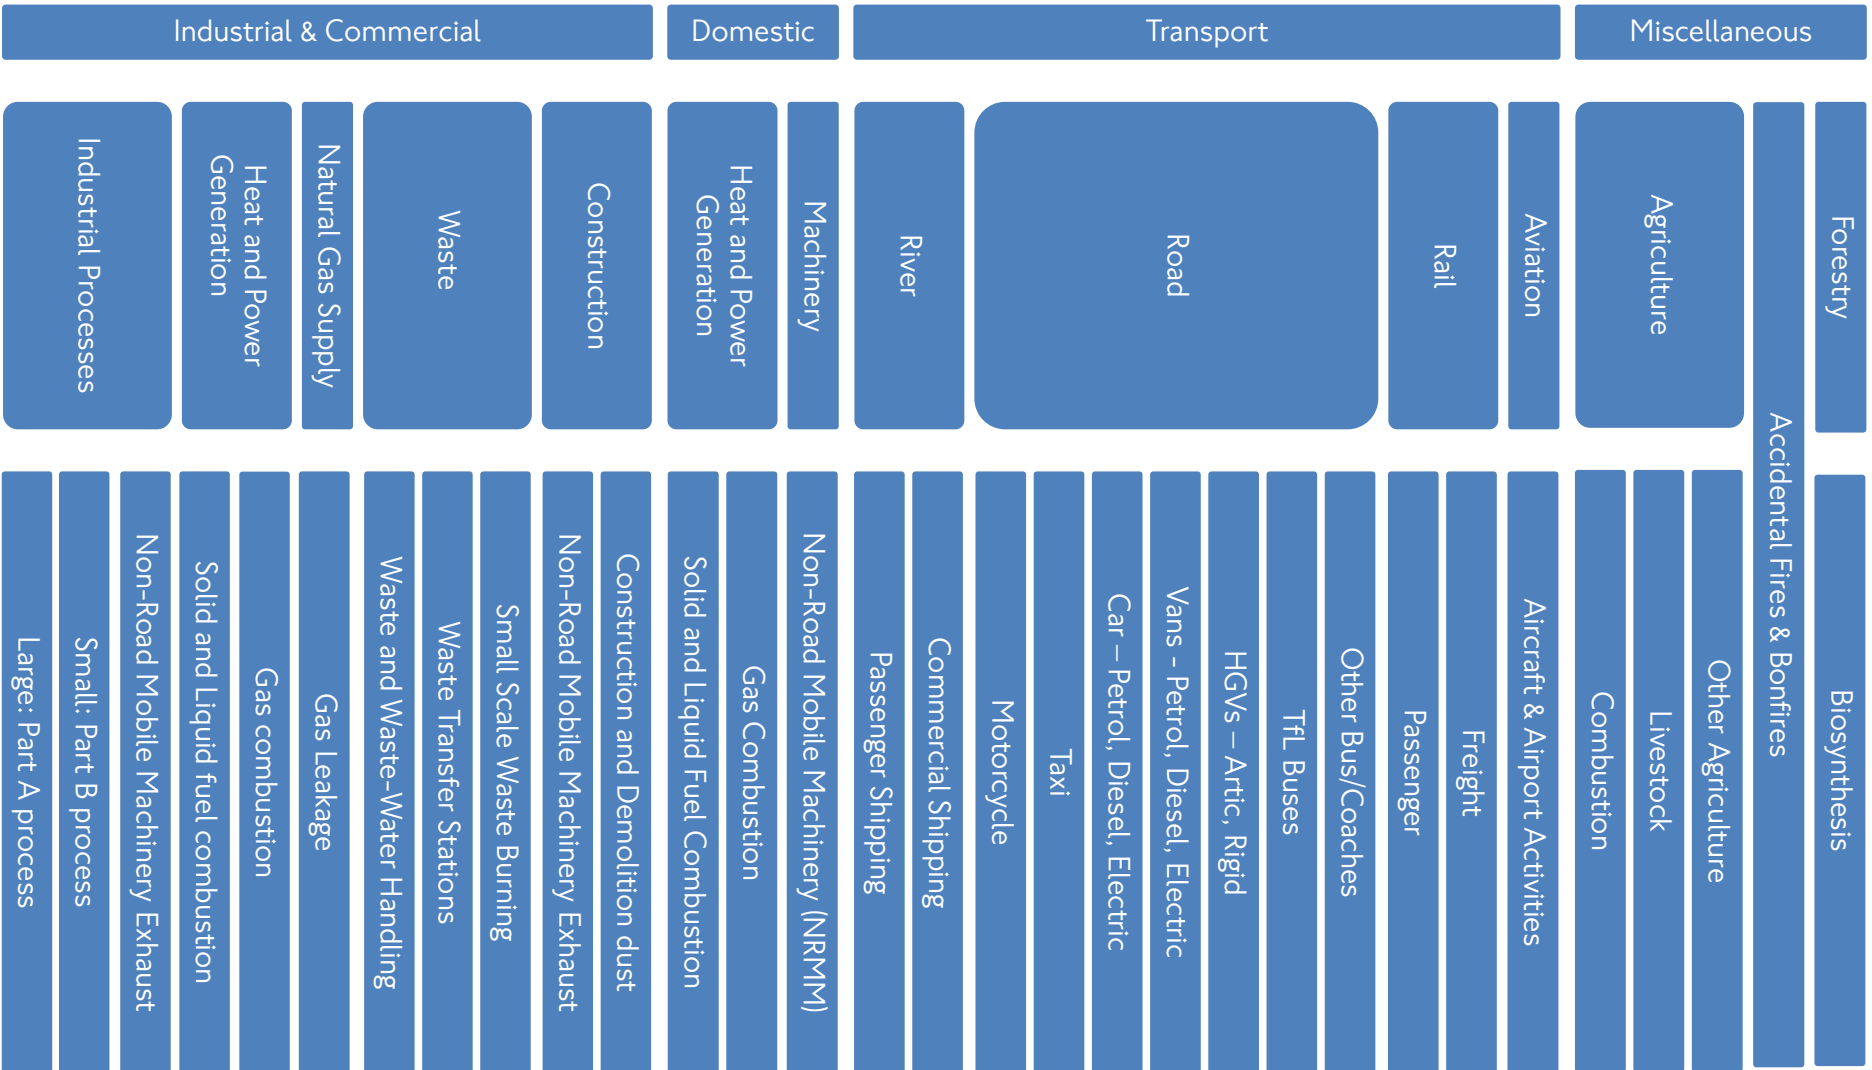 Industrial & Commercial
Domestic
Transport
Miscellaneous
Industrial Processes
Heat and Power
Generation
Natural Gas Supply
Waste
Construction
Heat and Power
Generation
Machinery
River
Road
Rail
Aviation
Agriculture
Accidental Fires & Bonfires
Forestry
Large: Part A process
Small: Part B process
Non-Road Mobile Machinery Exhaust
Solid and Liquid fuel combustion
Gas combustion
Gas Leakage
Waste and Waste-Water Handling
Waste Transfer Stations
Small Scale Waste Burning
Non-Road Mobile Machinery Exhaust
Construction and Demolition dust
Solid and Liquid Fuel Combustion
Gas Combustion
Non-Road Mobile Machinery (NRMM)
Passenger Shipping
Commercial Shipping
Motorcycle
Taxi
Car – Petrol, Diesel, Electric
Vans - Petrol, Diesel, Electric
HGVs – Artic, Rigid
TfL Buses
Other Bus/Coaches
Passenger
Freight
Aircraft & Airport Activities
Combustion
Livestock
Other Agriculture
Biosynthesis